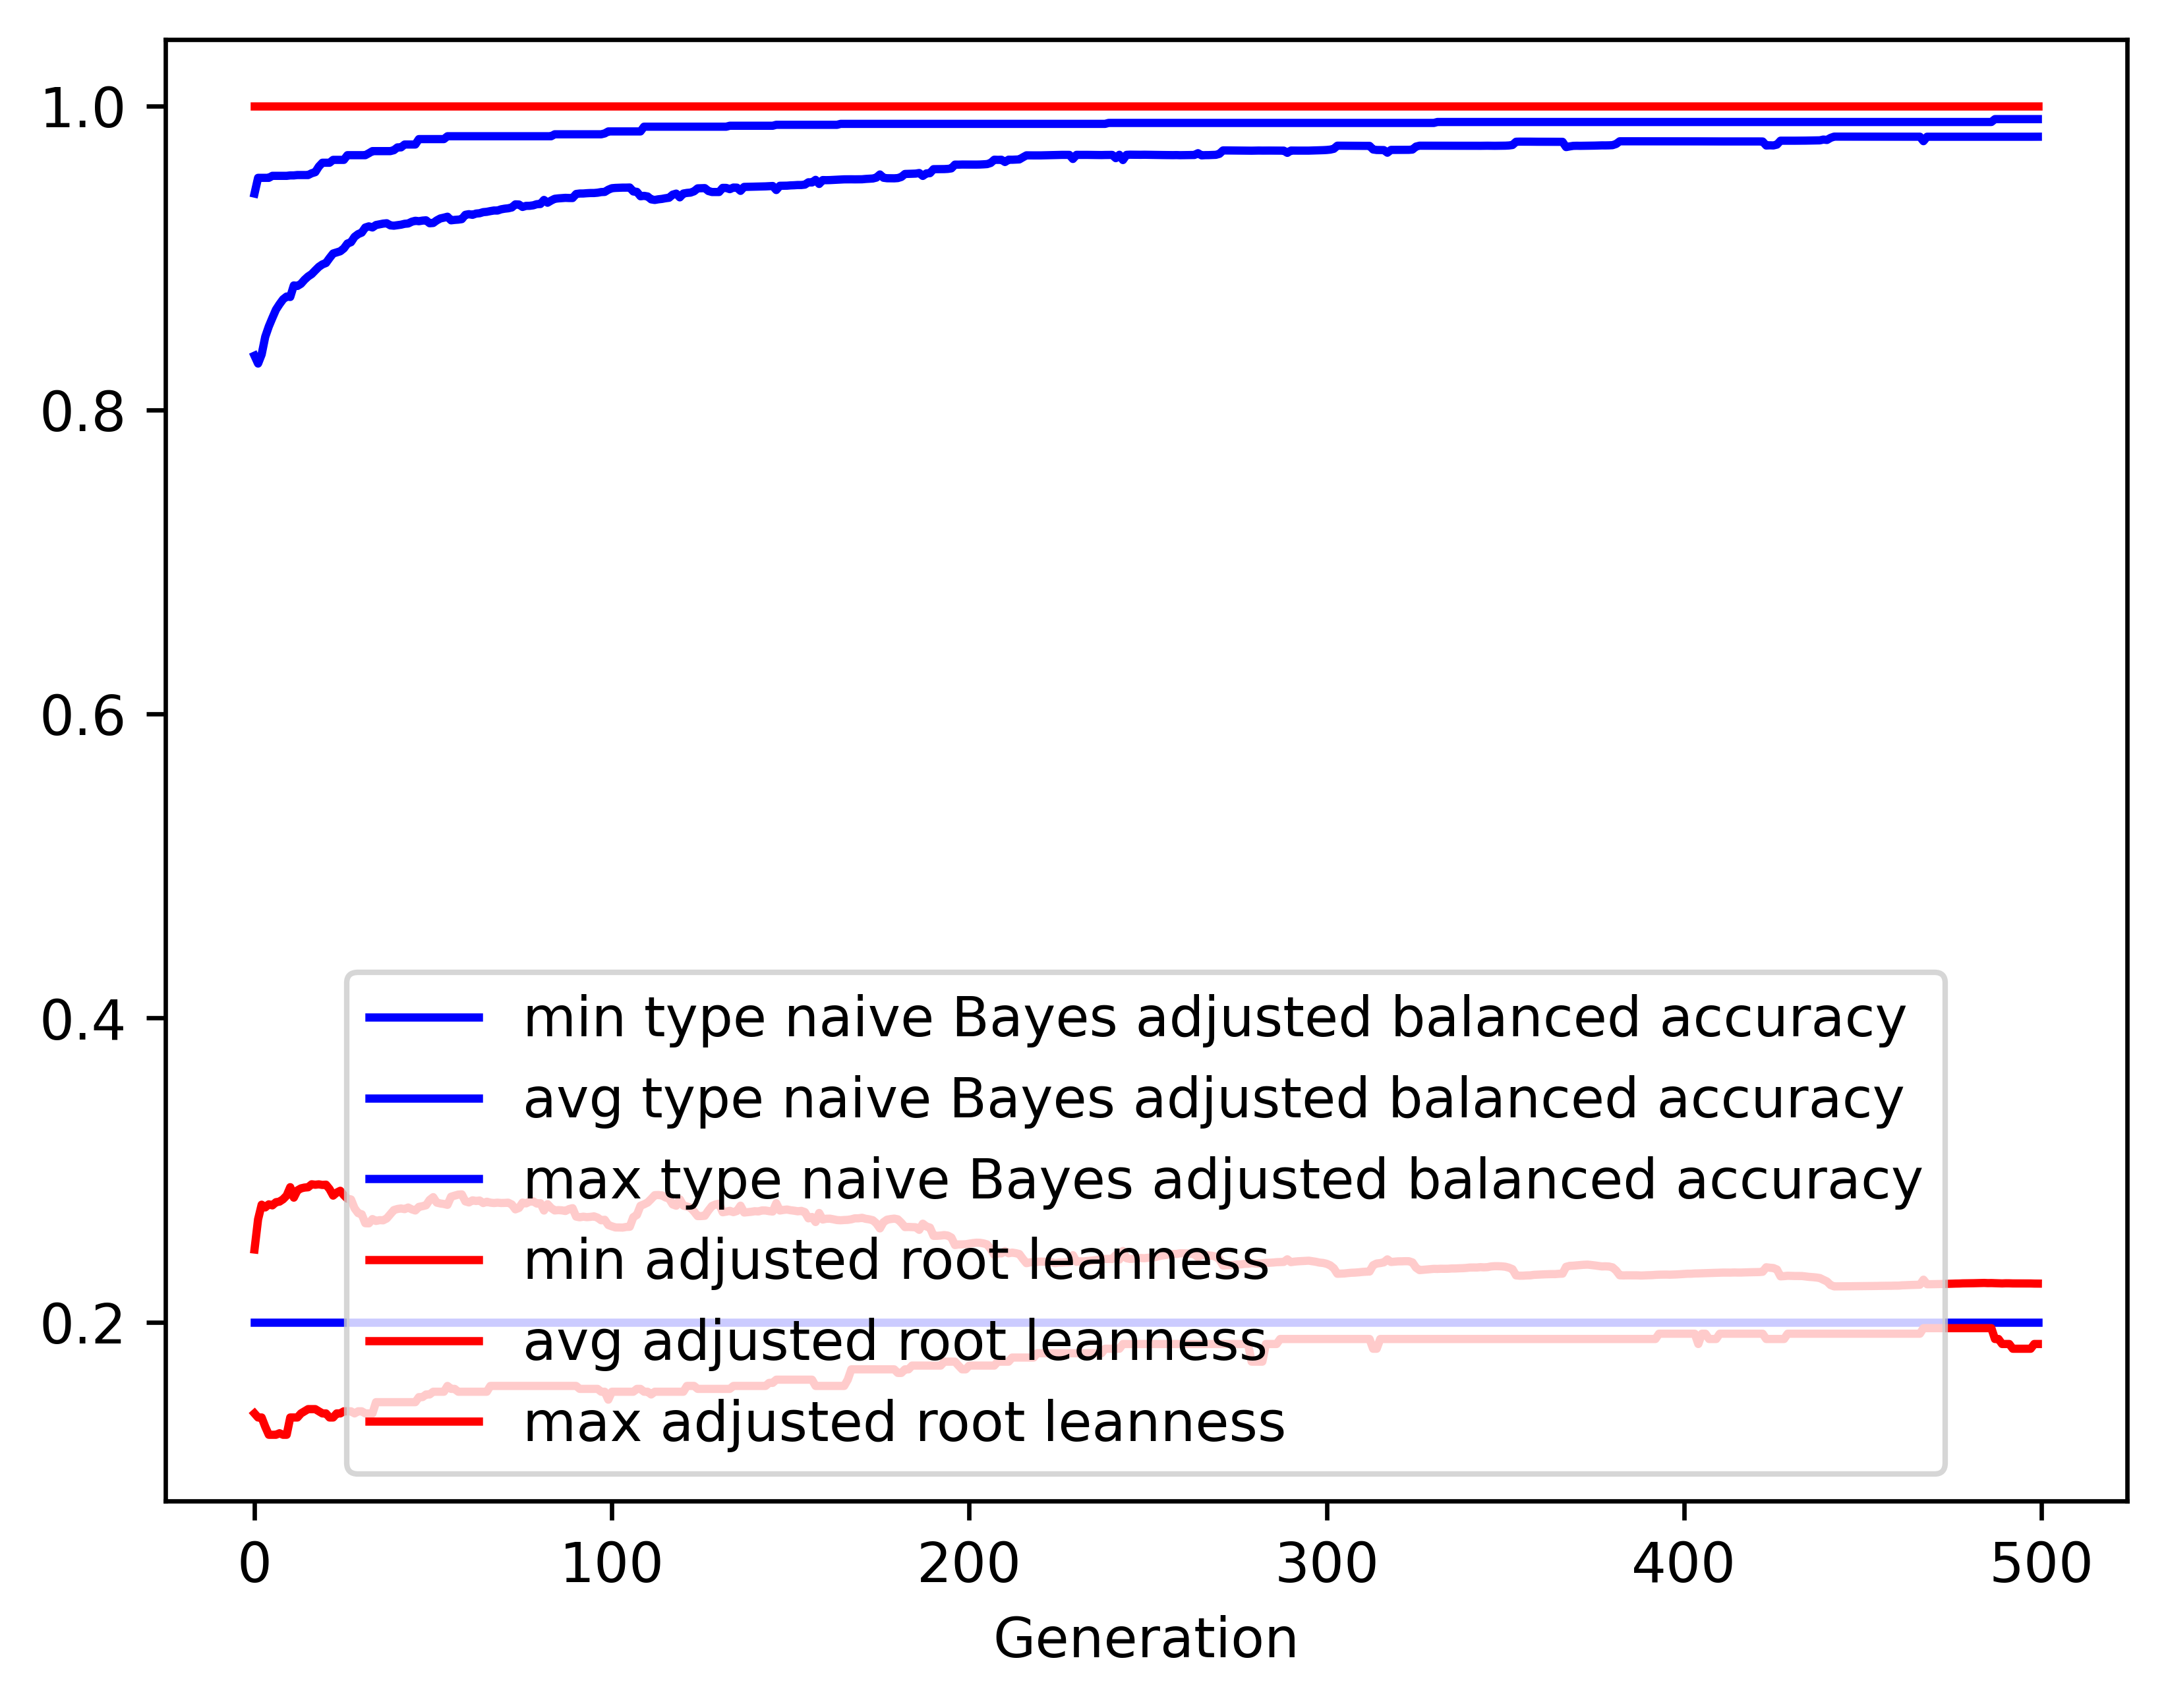 1.0
0.8
0.6
0.4
0.2
min type naive Bayes adjusted balanced accuracy
avg type naive Bayes adjusted balanced accuracy
max type naive Bayes adjusted balanced accuracy
min adjusted root leanness
avg adjusted root leanness
max adjusted root leanness
0 100 200 300 400 500
Generation